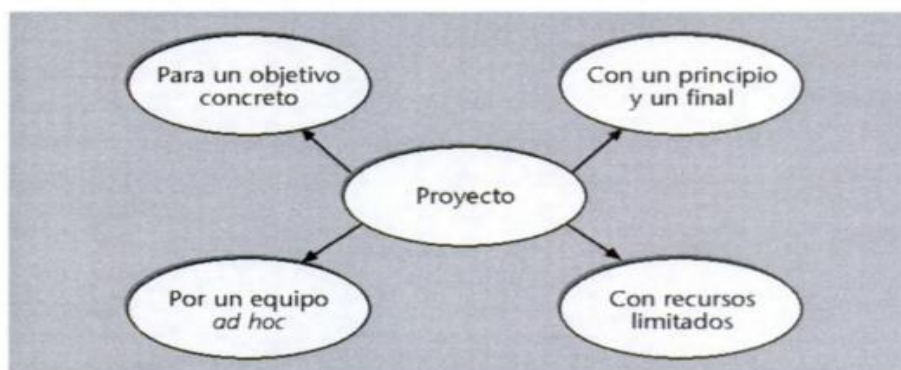 Para un objetivo
concreto
Con un principio
y un final
Proyecto
Por un equipo
ad hoc
Con recursos
limitados